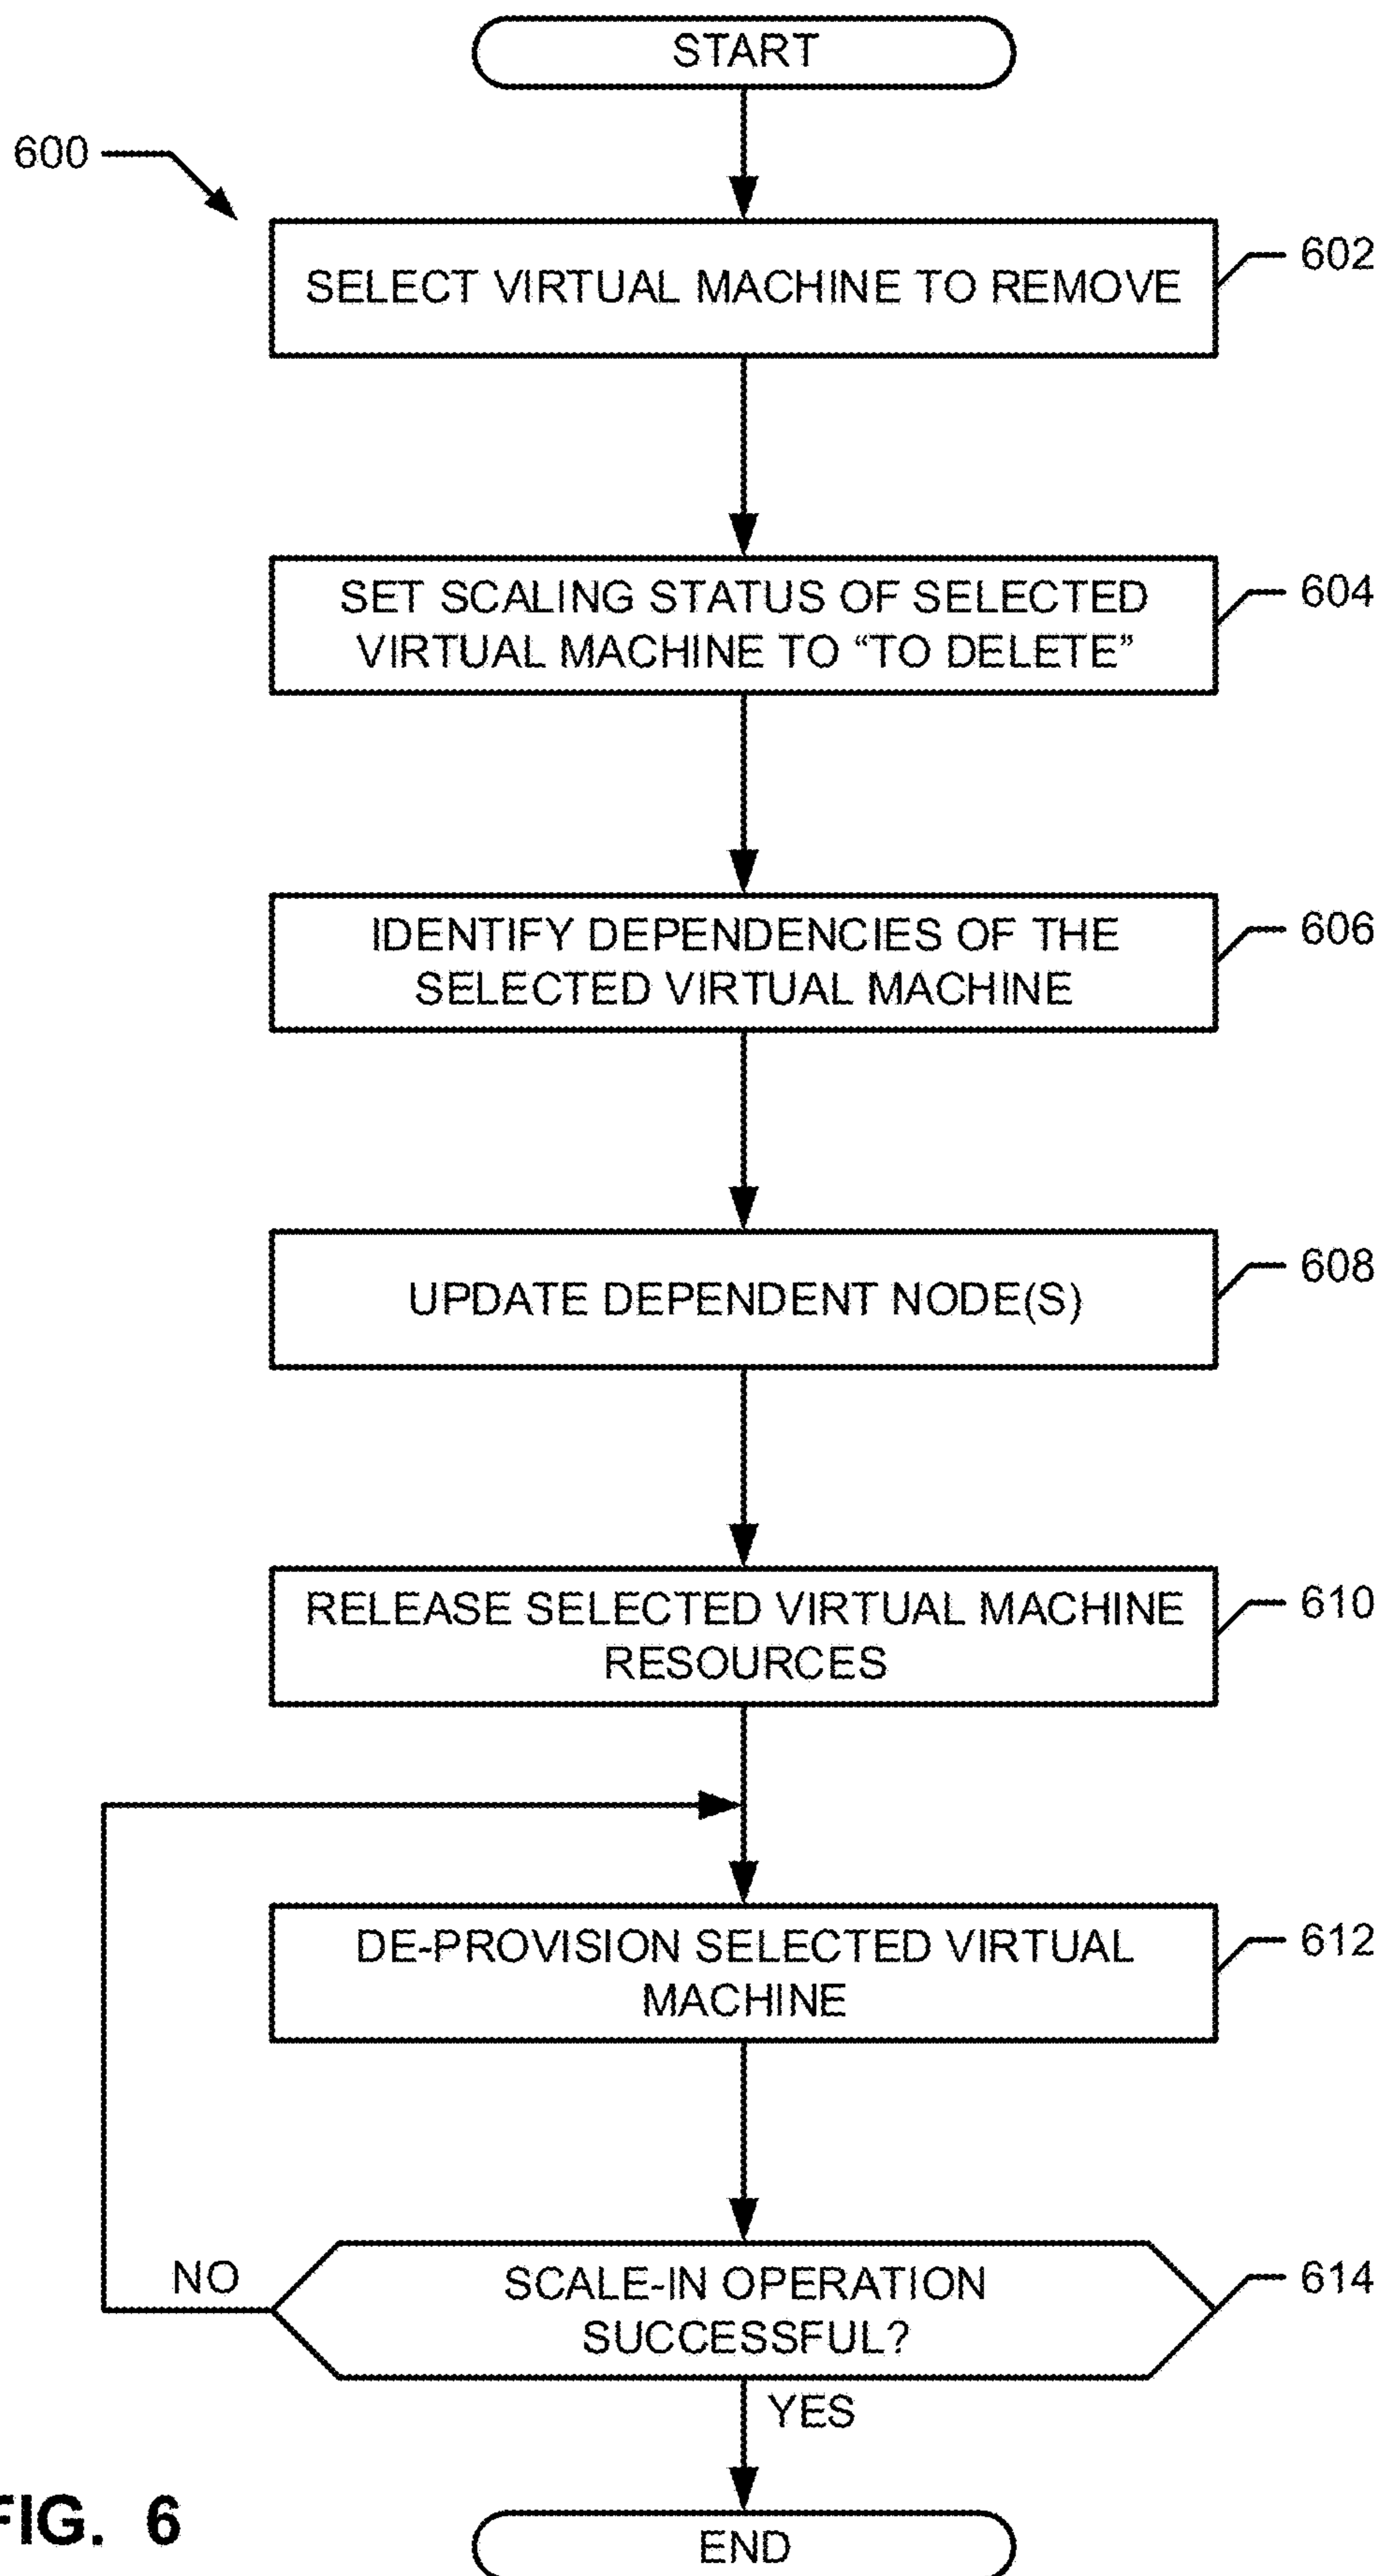 START
600
SELECT VIRTUAL MACHINE TO REMOVE
602
SET SCALING STATUS OF SELECTED
VIRTUAL MACHINE TO “TO DELETE”
604
IDENTIFY DEPENDENCIES OF THE
SELECTED VIRTUAL MACHINE
606
UPDATE DEPENDENT NODE(S)
608
RELEASE SELECTED VIRTUAL MACHINE
RESOURCES
610
DE-PROVISION SELECTED VIRTUAL
MACHINE
612
SCALE-IN OPERATION
SUCCESSFUL?
614
NO
YES
FIG. 6
END